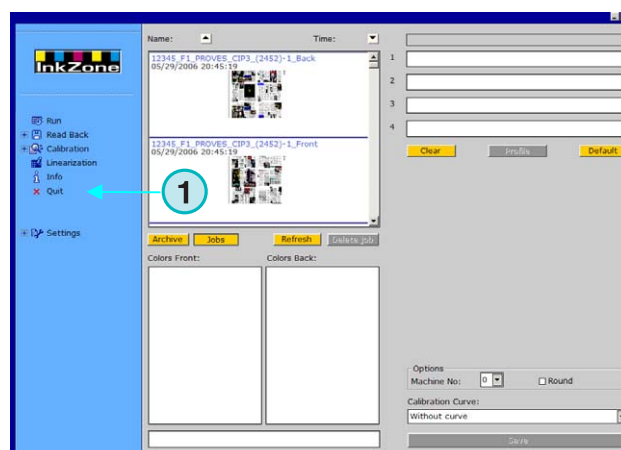 InkZone
Run
Read Back
Calibration
Linearization
Info
Quit
Settings
1
Name:
Time:
12345_F1_PROVES_CIP3_(2452)-1_Back
05/29/2006 20:45:19
12345_F1_PROVES_CIP3_(2452)-1_Front
05/29/2006 20:45:19
Archive
Jobs
Refresh
Delete job
Colors Front:
Colors Back:
1
2
3
4
Clear
Profile
Default
Options
Machine No:
0
Round
Calibration Curve:
Without curve
Save